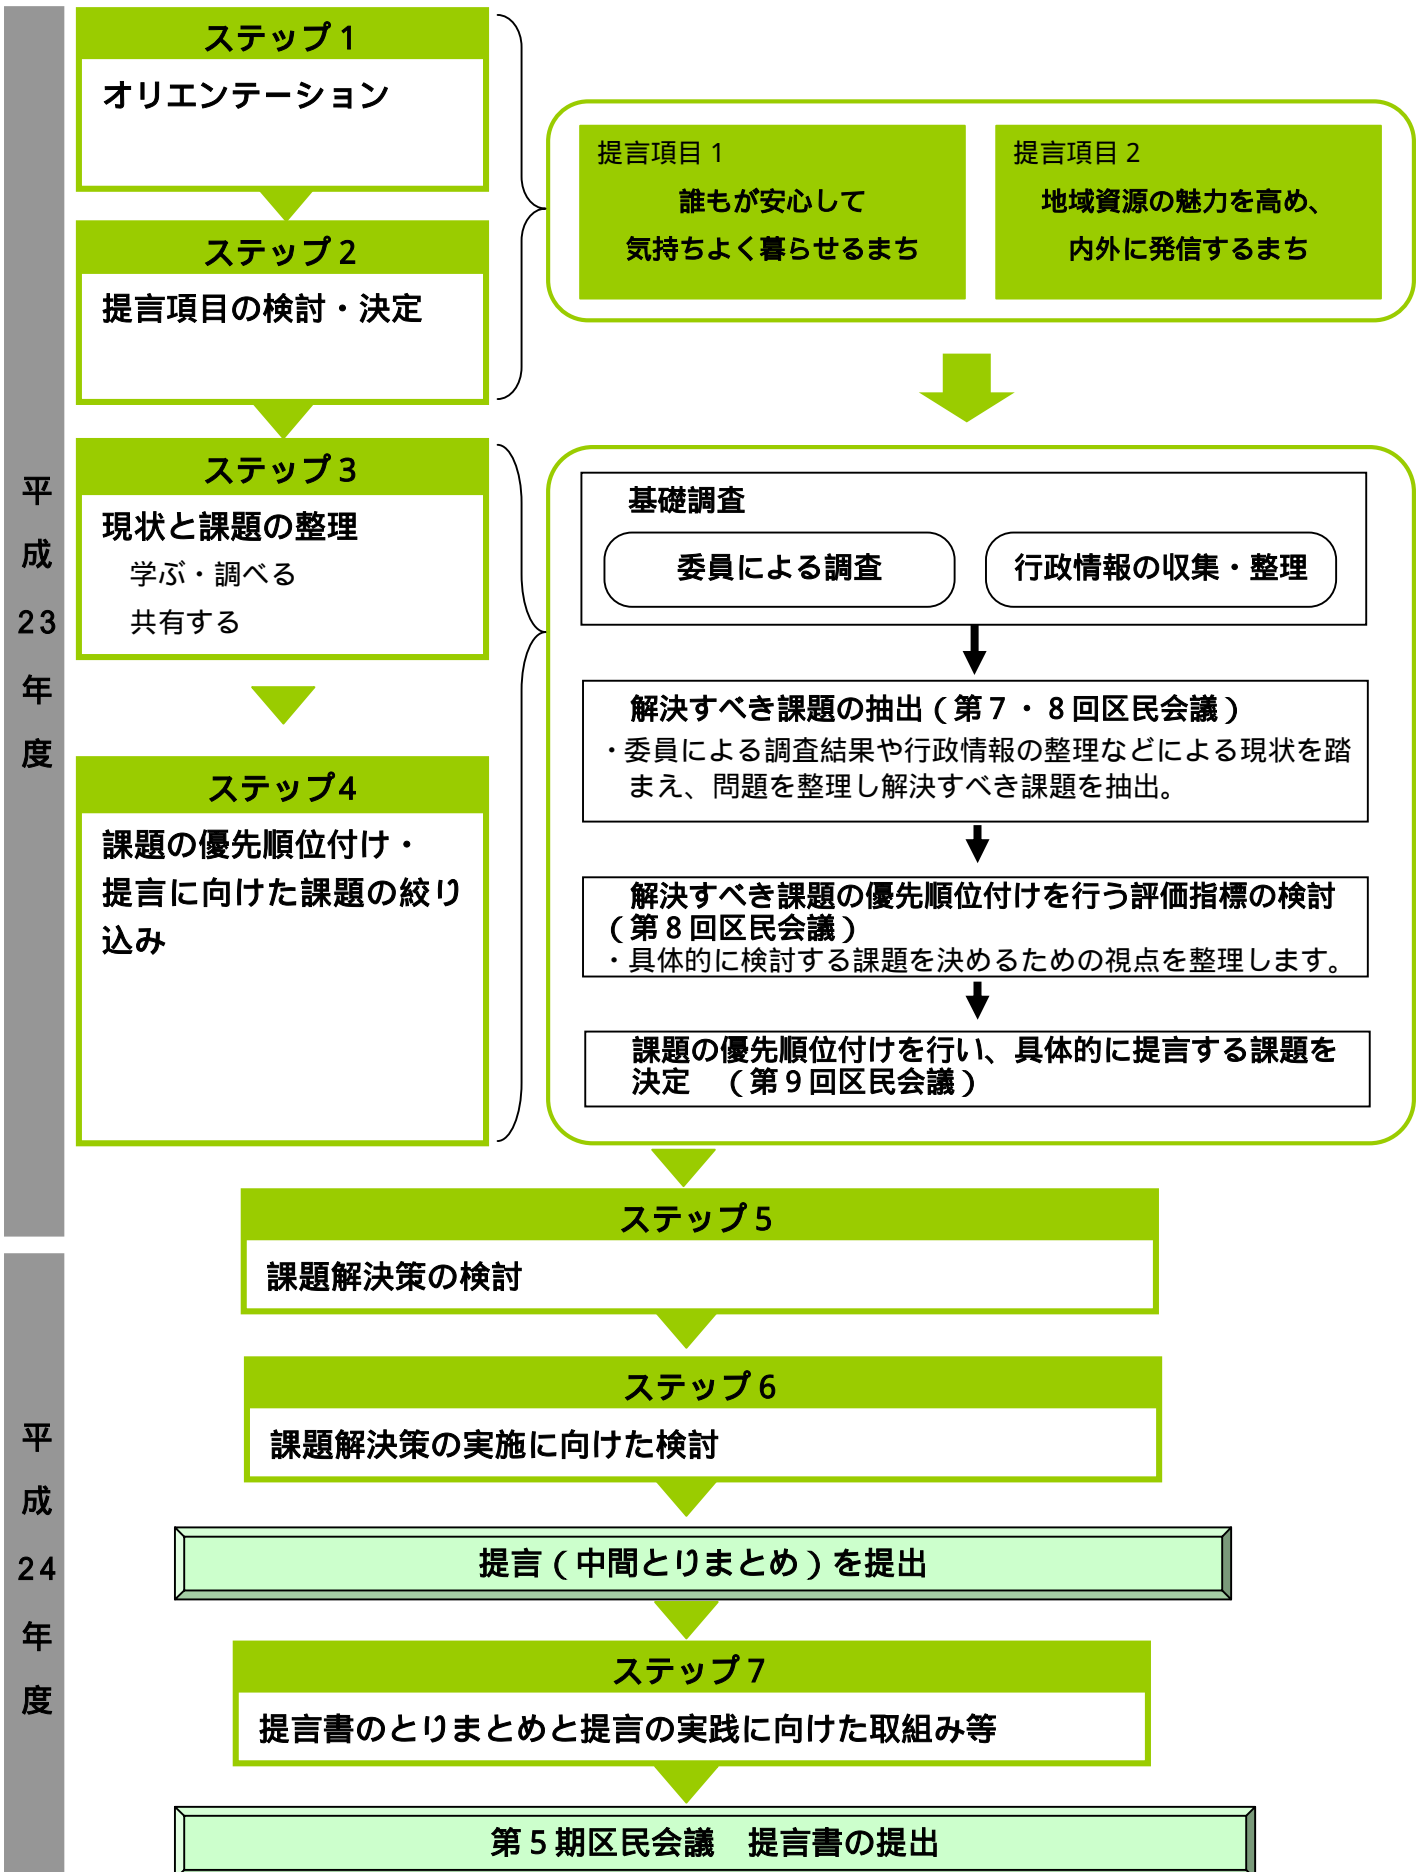 平成23年度
ステップ1
オリエンテーション
ステップ2
提言項目の検討・決定
提言項目1
誰もが安心して
気持ちよく暮らせるまち
提言項目2
地域資源の魅力を高め、
内外に発信するまち
ステップ3
現状と課題の整理
学ぶ・調べる
共有する
ステップ4
課題の優先順位付け・
提言に向けた課題の絞り
込み
基礎調査
委員による調査
行政情報の収集・整理
解決すべき課題の抽出(第7・8回区民会議)
・委員による調査結果や行政情報の整理などによる現状を踏
まえ、問題を整理し解決すべき課題を抽出。
解決すべき課題の優先順位付けを行う評価指標の検討
(第8回区民会議)
・具体的に検討する課題を決めるための視点を整理します。
課題の優先順位付けを行い、具体的に提言する課題を
決定 (第9回区民会議)
ステップ5
課題解決策の検討
平成24年度
ステップ6
課題解決策の実施に向けた検討
提言(中間とりまとめ)を提出
ステップ7
提言書のとりまとめと提言の実践に向けた取組み等
第5期区民会議 提言書の提出